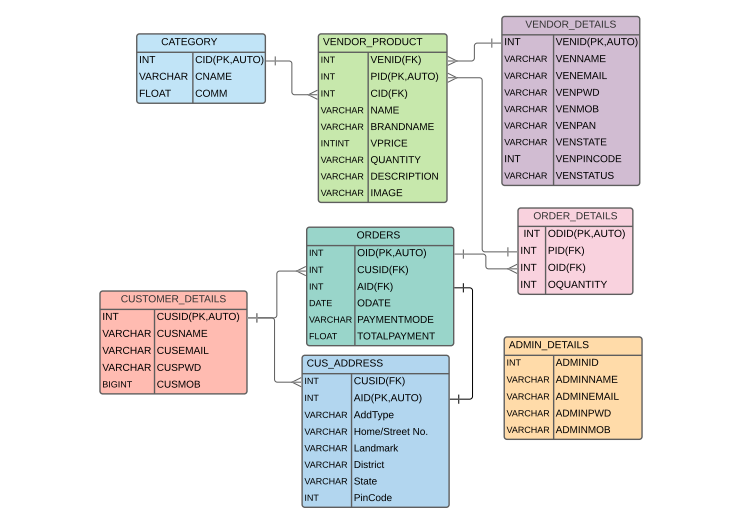 CATEGORY
INT CID(PK,AUTO)
VARCHAR CNAME
FLOAT COMM
VENDOR_PRODUCT
INT VENID(FK)
INT PID(PK,AUTO)
INT CID(FK)
VARCHAR NAME
VARCHAR BRANDNAME
INTINT VPRICE
VARCHAR QUANTITY
VARCHAR DESCRIPTION
VARCHAR IMAGE
VENDOR_DETAILS
INT VENID(PK,AUTO)
VARCHAR VENNAME
VARCHAR VENEMAIL
VARCHAR VENPWD
VARCHAR VENMOB
VARCHAR VENPAN
VARCHAR VENSTATE
INT VENPINCODE
VARCHAR VENSTATUS
ORDER_DETAILS
INT ODID(PK,AUTO)
INT PID(FK)
INT OID(FK)
INT OQUANTITY
ORDERS
INT OID(PK,AUTO)
INT CUSID(FK)
INT AID(FK)
DATE ODATE
VARCHAR PAYMENTMODE
FLOAT TOTALPAYMENT
CUSTOMER_DETAILS
INT CUSID(PK,AUTO)
VARCHAR CUSNAME
VARCHAR CUSEMAIL
VARCHAR CUSPWD
BIGINT CUSMOB
CUS_ADDRESS
INT CUSID(FK)
INT AID(PK,AUTO)
VARCHAR AddType
VARCHAR Home/Street No.
VARCHAR Landmark
VARCHAR District
VARCHAR State
INT PinCode
ADMIN_DETAILS
INT ADMINID
VARCHAR ADMINNAME
VARCHAR ADMINEMAIL
VARCHAR ADMINPWD
VARCHAR ADMINMOB